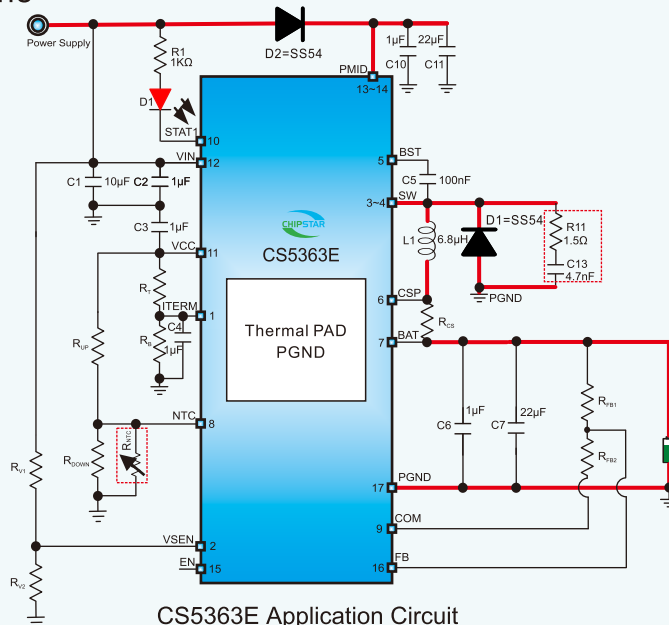 Power Supply
D2=SS54
R1
1KΩ
1µF
22µF
C10
C11
PMID
13~14
D1
STAT1
10
VIN
12
BST
5
C1
10µF
C2
1µF
C5
100nF
SW
3~4
C3
1µF
CHIPSTAR
CS5363E
L1
6.8µH
D1=SS54
R11
1.5Ω
C13
4.7nF
VCC
11
PGND
CSP
6
RT
ITERM
1
C4
1µF
RB
RCS
BAT
7
Thermal PAD
PGND
RUP
NTC
8
RNTC
RDOWN
C6
1µF
C7
22µF
RFB1
RFB2
RV1
PGND
17
COM
9
VSEN
2
EN
15
FB
16
RV2
CS5363E Application Circuit